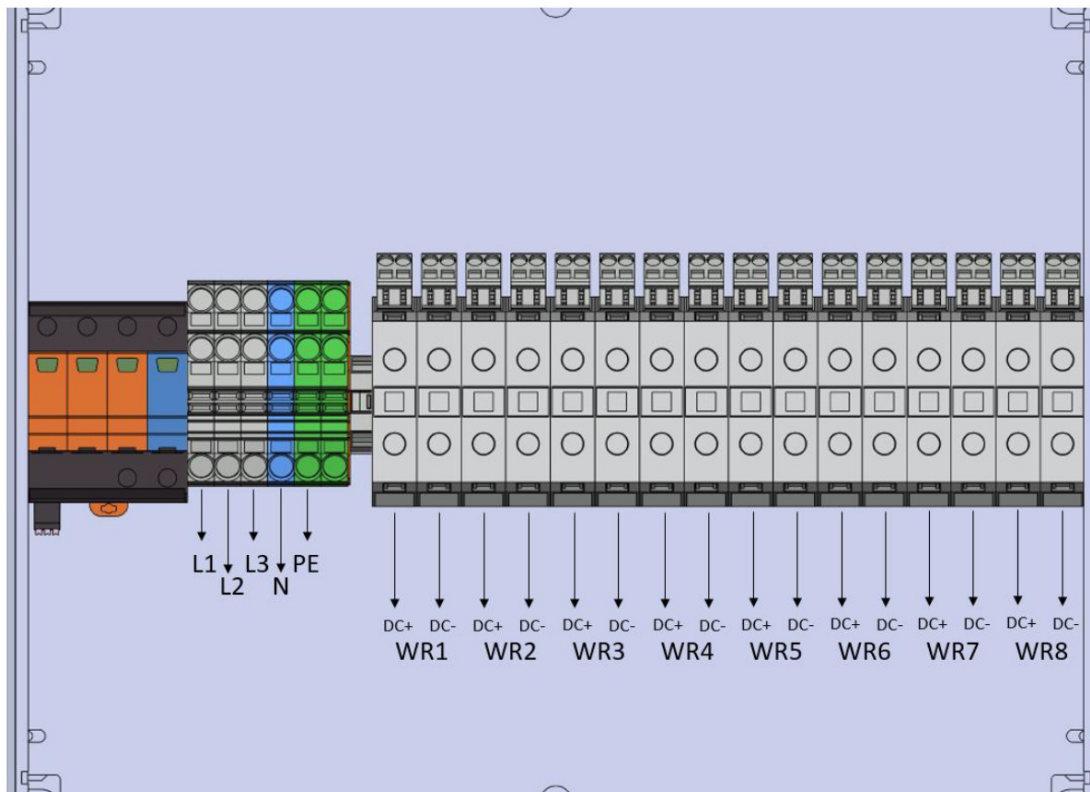 L1 L3 PE
L2 N
DC+ DC- DC+ DC- DC+ DC- DC+ DC- DC+ DC- DC+ DC- DC+ DC- DC+ DC-
WR1 WR2 WR3 WR4 WR5 WR6 WR7 WR8